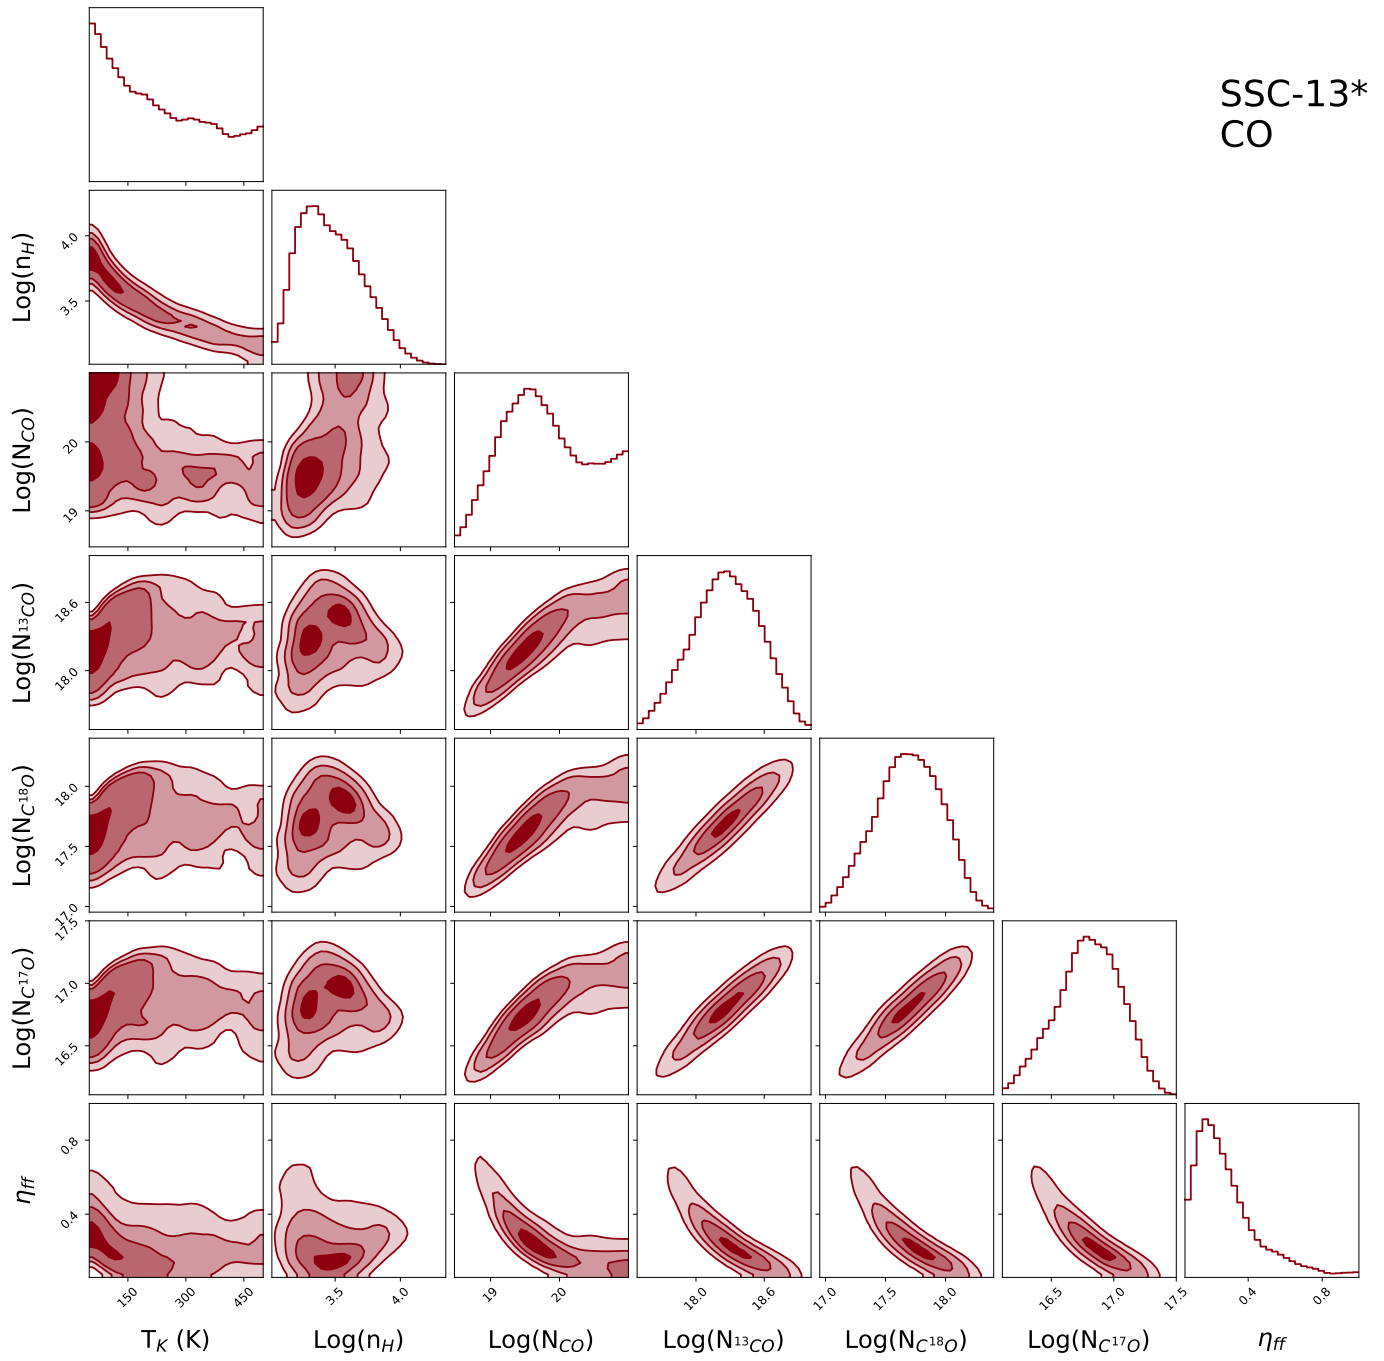 SSC-13*
CO
Log(n_H)
4.0
3.5
Log(N_CO)
20
19
Log(N_13CO)
18.6
18.0
Log(N_C18O)
18.0
17.5
17.0
Log(N_C17O)
17.5
17.0
16.5
η_ff
0.8
0.4
150 300 450 3.5 4.0 19 20 18.0 18.6 17.0 17.5 18.0 16.5 17.0 17.5 0.4 0.8
T_K (K) Log(n_H) Log(N_CO) Log(N_13CO) Log(N_C18O) Log(N_C17O) η_ff